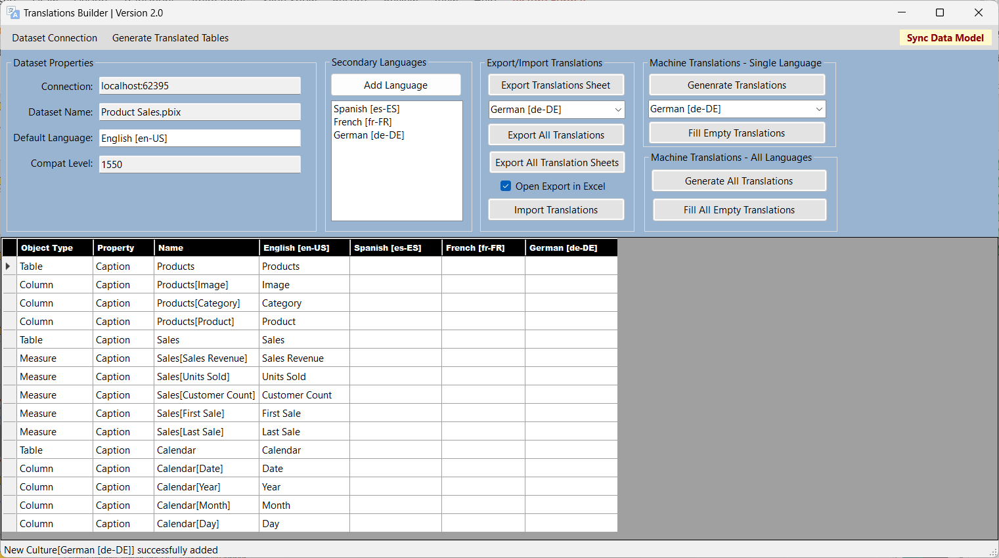 Translations Builder | Version 2.0
Dataset Connection Generate Translated Tables Sync Data Model
Dataset Properties
Connection: localhost:62395
Dataset Name: Product Sales.pbix
Default Language: English [en-US]
Compat Level: 1550
Secondary Languages
Add Language
Spanish [es-ES]
French [fr-FR]
German [de-DE]
Export/Import Translations
Export Translations Sheet
German [de-DE]
Export All Translations
Export All Translation Sheets
Open Export in Excel
Import Translations
Machine Translations - Single Language
Genenrate Translations
German [de-DE]
Fill Empty Translations
Machine Translations - All Languages
Generate All Translations
Fill All Empty Translations
Object Type Property Name English [en-US] Spanish [es-ES] French [fr-FR] German [de-DE]
Table Caption Products Products
Column Caption Products[Image] Image
Column Caption Products[Category] Category
Column Caption Products[Product] Product
Table Caption Sales Sales
Measure Caption Sales[Sales Revenue] Sales Revenue
Measure Caption Sales[Units Sold] Units Sold
Measure Caption Sales[Customer Count] Customer Count
Measure Caption Sales[First Sale] First Sale
Measure Caption Sales[Last Sale] Last Sale
Table Caption Calendar Calendar
Column Caption Calendar[Date] Date
Column Caption Calendar[Year] Year
Column Caption Calendar[Month] Month
Column Caption Calendar[Day] Day
New Culture[German [de-DE]] successfully added